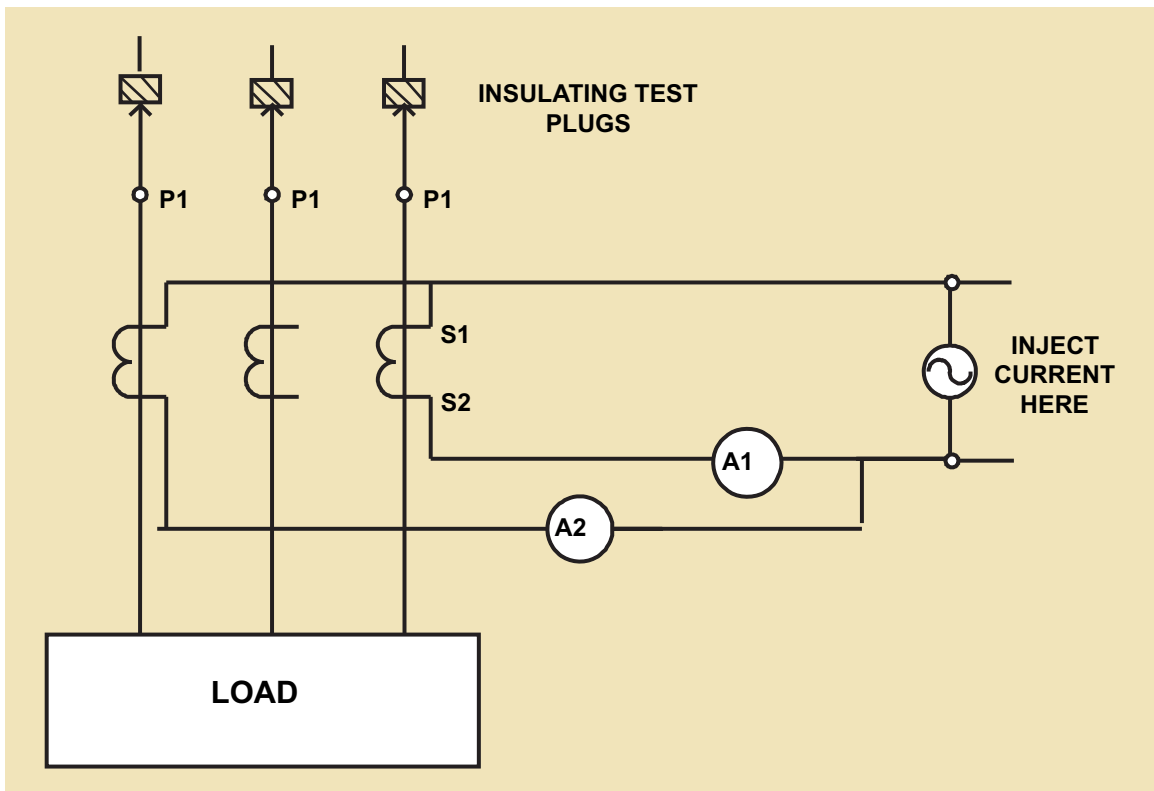 INSULATING TEST
PLUGS
P1
P1
P1
S1
S2
INJECT
CURRENT
HERE
A1
A2
LOAD